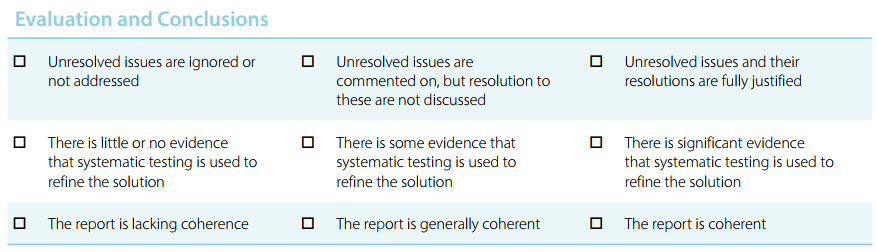 Evaluation and Conclusions
Unresolved issues are ignored or
not addressed
Unresolved issues are
commented on, but resolution to
these are not discussed
Unresolved issues and their
resolutions are fully justified
There is little or no evidence
that systematic testing is used to
refine the solution
There is some evidence that
systematic testing is used to
refine the solution
There is significant evidence
that systematic testing is used to
refine the solution
The report is lacking coherence
The report is generally coherent
The report is coherent